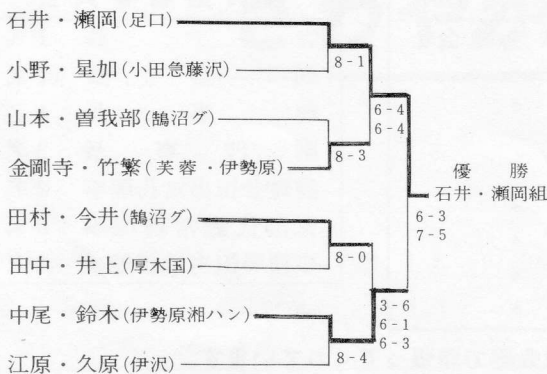 石井・瀬岡(足口)
小野・星加(小田急藤沢)
8-1
山本・曽我部(鵠沼グ)
6-4
6-4
金剛寺・竹繁(芙蓉・伊勢原)
8-3
優勝
石井・瀬岡組
6-3
7-5
田村・今井(鵠沼グ)
田中・井上(厚木国)
8-0
中尾・鈴木(伊勢原湘ハン)
3-6
6-1
6-3
江原・久原(伊沢)
8-4